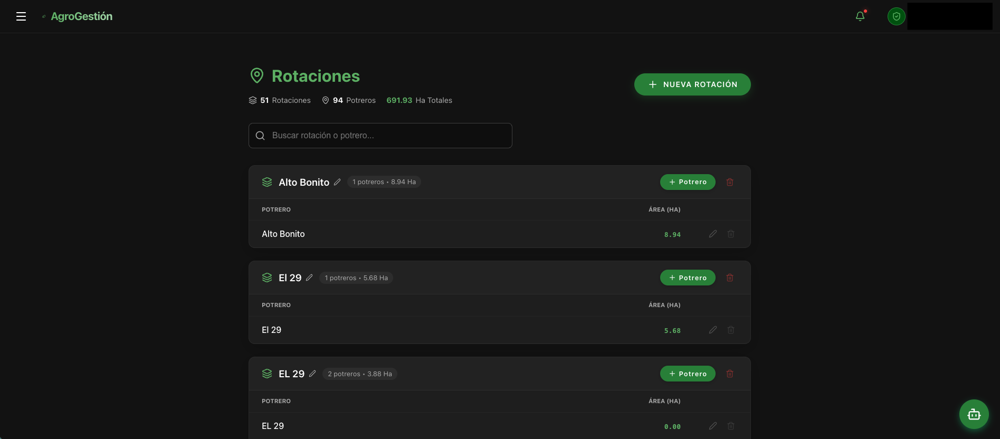 AgroGestión
Rotaciones
NUEVA ROTACIÓN
51 Rotaciones 94 Potreros 691.93 Ha Totales
Buscar rotación o potrero...
Alto Bonito 1 potreros • 8.94 Ha Potrero
POTRERO ÁREA (HA)
Alto Bonito 8.94
El 29 1 potreros • 5.68 Ha Potrero
POTRERO ÁREA (HA)
El 29 5.68
EL 29 2 potreros • 3.88 Ha Potrero
POTRERO ÁREA (HA)
EL 29 0.00